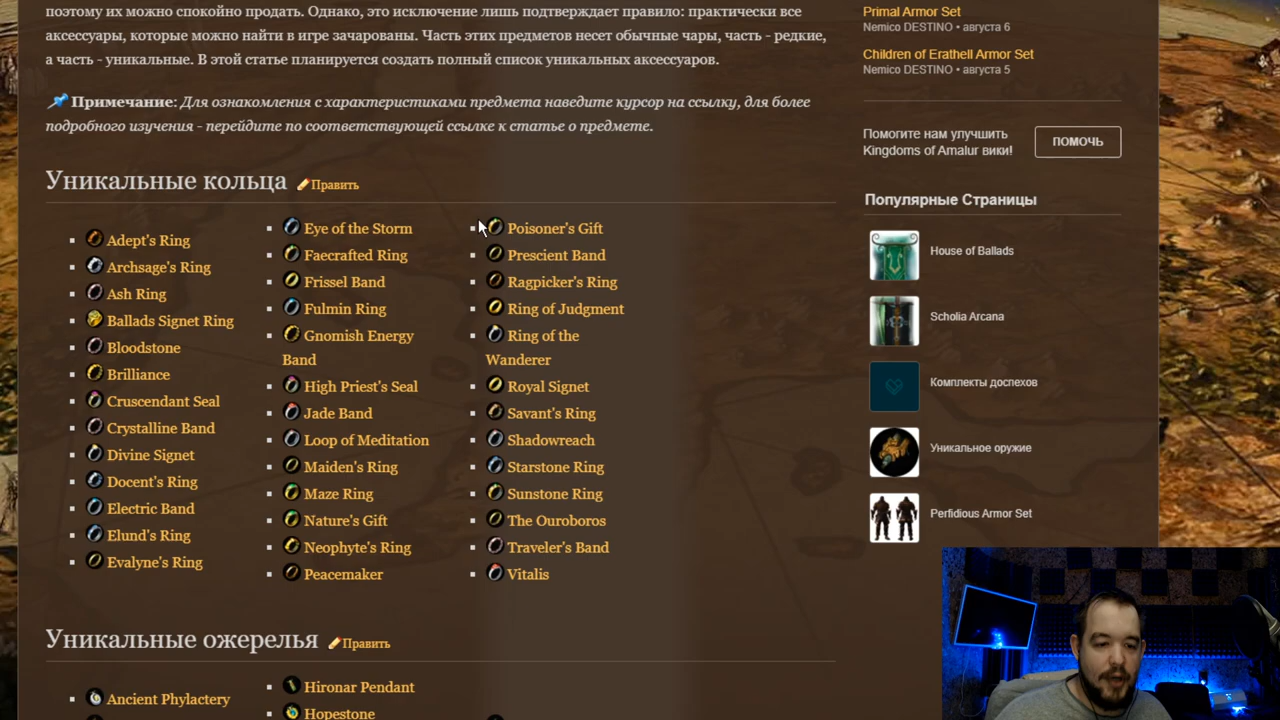 поэтому их можно спокойно продать. Однако, это исключение лишь подтверждает правило: практически все
аксессуары, которые можно найти в игре зачарованы. Часть этих предметов несет обычные чары, часть - редкие,
а часть - уникальные. В этой статье планируется создать полный список уникальных аксессуаров.
Примечание: Для ознакомления с характеристиками предмета наведите курсор на ссылку, для более
подробного изучения - перейдите по соответствующей ссылке к статье о предмете.
Уникальные кольца Править
Adept's Ring
Archsage's Ring
Ash Ring
Ballads Signet Ring
Bloodstone
Brilliance
Cruscendant Seal
Crystalline Band
Divine Signet
Docent's Ring
Electric Band
Elund's Ring
Evalyne's Ring
Eye of the Storm
Faecrafted Ring
Frissel Band
Fulmin Ring
Gnomish Energy
Band
High Priest's Seal
Jade Band
Loop of Meditation
Maiden's Ring
Maze Ring
Nature's Gift
Neophyte's Ring
Peacemaker
Poisoner's Gift
Prescient Band
Ragpicker's Ring
Ring of Judgment
Ring of the
Wanderer
Royal Signet
Savant's Ring
Shadowreach
Starstone Ring
Sunstone Ring
The Ouroboros
Traveler's Band
Vitalis
Уникальные ожерелья Править
Ancient Phylactery
Hironar Pendant
Hopestone
Primal Armor Set
Nemico DESTINO • августа 6
Children of Erathell Armor Set
Nemico DESTINO • августа 5
Помогите нам улучшить
Kingdoms of Amalur вики!
ПОМОЧЬ
Популярные Страницы
House of Ballads
Scholia Arcana
Комплекты доспехов
Уникальное оружие
Perfidious Armor Set